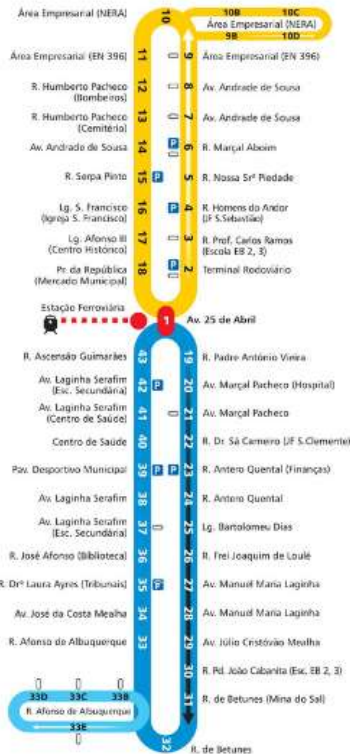 Área Empresarial (NERA)
10
10B
10C
Área Empresarial (NERA)
9B
10D
Área Empresarial (EN 396)
11
9
Área Empresarial (EN 396)
R. Humberto Pacheco
(Bombeiros)
12
8
Av. Andrade de Sousa
R. Humberto Pacheco
(Cemitério)
13
7
Av. Andrade de Sousa
Av. Andrade de Sousa
14
P
6
R. Marçal Aboim
R. Serpa Pinto
15
P
5
R. Nossa Srª Piedade
Lg. S. Francisco
(Igreja S. Francisco)
16
P
4
R. Homens do Andor
(JF S.Sebastião)
Lg. Afonso III
(Centro Histórico)
17
3
R. Prof. Carlos Ramos
(Escola EB 2, 3)
Pr. da República
(Mercado Municipal)
18
P
2
Terminal Rodoviário
Estação Ferroviária
1
Av. 25 de Abril
R. Ascensão Guimarães
43
19
R. Padre António Vieira
Av. Laginha Serafim
(Esc. Secundária)
42
P
20
Av. Marçal Pacheco (Hospital)
Av. Laginha Serafim
(Centro de Saúde)
41
21
Av. Marçal Pacheco
Centro de Saúde
40
22
R. Dr. Sá Carneiro (JF S.Clemente)
Pav. Desportivo Municipal
39
P
P
23
R. Antero Quental (Finanças)
Av. Laginha Serafim
38
24
R. Antero Quental
Av. Laginha Serafim
(Esc. Secundária)
37
25
Lg. Bartolomeu Dias
R. José Afonso (Biblioteca)
36
26
R. Frei Joaquim de Loulé
R. Drª Laura Ayres (Tribunais)
35
P
27
Av. Manuel Maria Laginha
Av. José da Costa Mealha
34
28
Av. Manuel Maria Laginha
R. Afonso de Albuquerque
33
29
Av. Júlio Cristóvão Mealha
30
R. Pd. João Cabanita (Esc. EB 2, 3)
31
R. de Betunes (Mina do Sal)
33D
33C
33B
R. Afonso de Albuquerque
33E
32
R. de Betunes